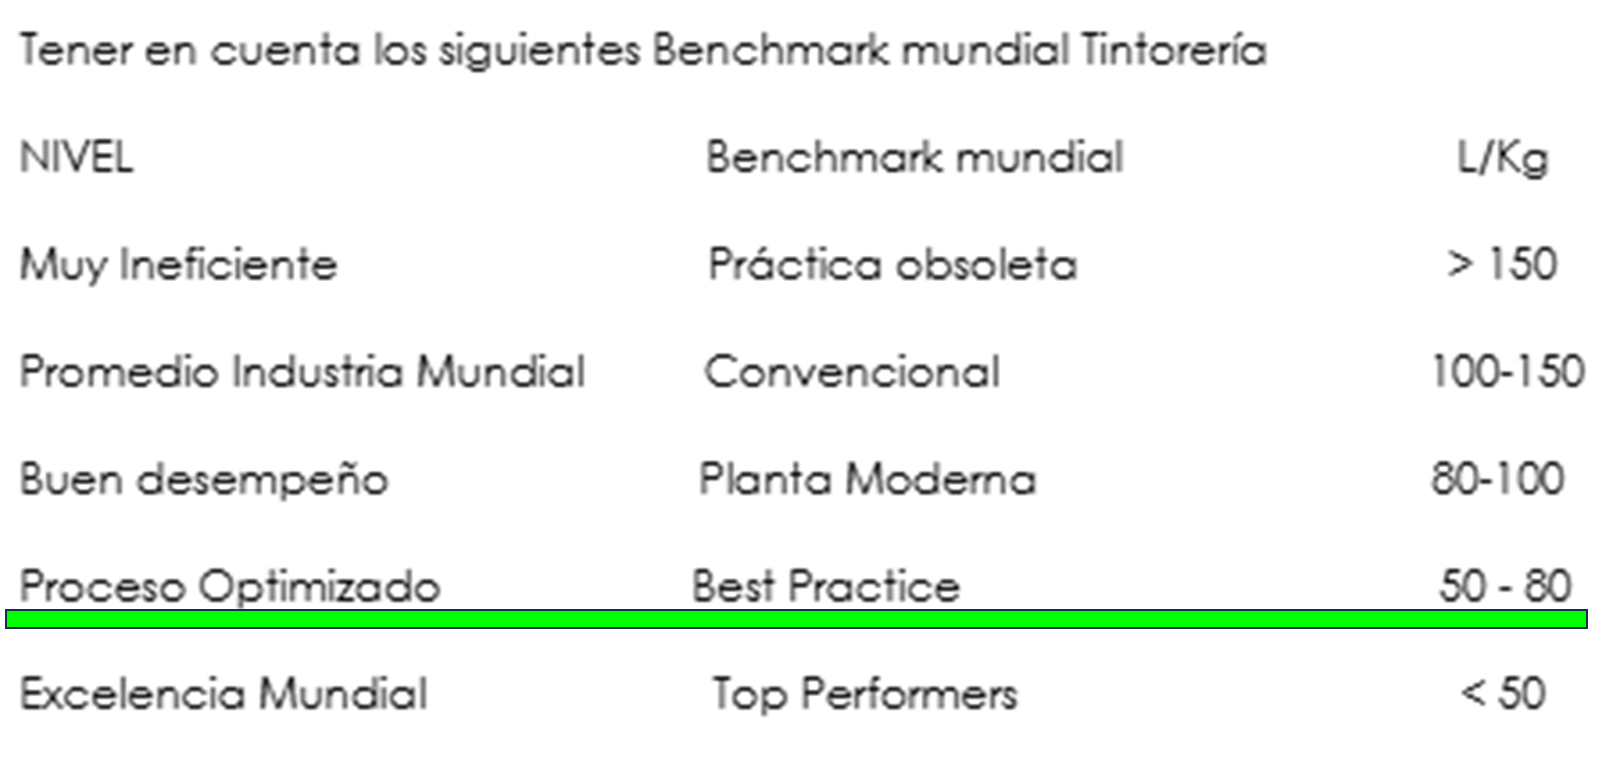 Tener en cuenta los siguientes Benchmark mundial Tintorería
NIVEL Benchmark mundial L/Kg
Muy Ineficiente Práctica obsoleta > 150
Promedio Industria Mundial Convencional 100-150
Buen desempeño Planta Moderna 80-100
Proceso Optimizado Best Practice 50 - 80
Excelencia Mundial Top Performers < 50